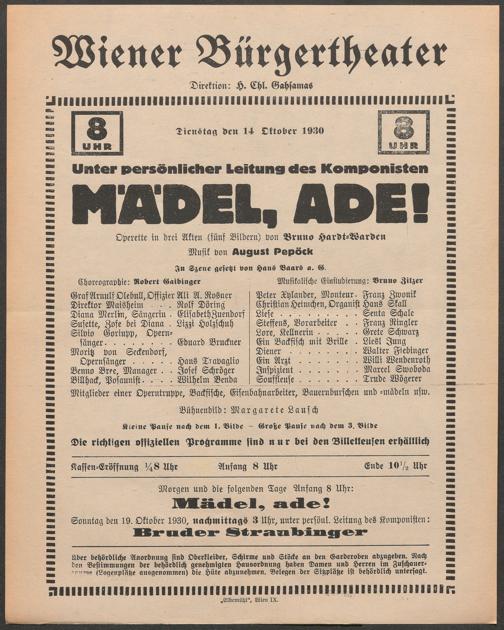 Wiener Bürgertheater
Direktion: H. Chl. Gahsamas
8 UHR
Dienstag den 14 Oktober 1930
8 UHR
Unter persönlicher Leitung des Komponisten
MÄDEL, ADE!
Operette in drei Akten (fünf Bildern) von Bruno Hardt-Warden
Musik von August Pepöck
In Szene gesetzt von Hans Baars a. G.
Choreographie: Robert Gaibinger
Graf Arnulf Olebull, Offizier Ali A. Rosner
Direktor Maisheim Rolf Döring
Diana Merlin, Sängerin Elisabeth Zuendorf
Susette, Zofe bei Diana Lizzi Holzschuh
Silvio Gorinpp, Opern-
sänger Eduard Bruckner
Moritz von Seckendorf,
Opernsänger Hans Travaglio
Benno Bree, Manager Josef Schröger
Billhack, Posaunist Wilhelm Benda
Musikalische Einstudierung: Bruno Zilzer
Peter Xylander, Monteur Franz Zwonik
Christian Heinchen, Organist Hans Skall
Liese Senta Schale
Steffens, Vorarbeiter Franz Ringler
Lore, Kellnerin Grete Schwarz
Ein Backfisch mit Brille Liesl Jung
Diener Walter Fiebinger
Ein Arzt Willi Wendenroth
Inspizient Marcel Swoboda
Souffleuse Trude Wögerer
Mitglieder einer Operntruppe, Backfische, Eisenbahnarbeiter, Bauernburschen und -mädeln usw.
Bühnenbild: Margarete Lausch
Kleine Pause nach dem 1. Bilde – Große Pause nach dem 3. Bilde
Die richtigen offiziellen Programme sind nur bei den Billetteusen erhältlich
Kassen-Eröffnung ¼8 Uhr Anfang 8 Uhr Ende 10½ Uhr
Morgen und die folgenden Tage Anfang 8 Uhr:
Mädel, ade!
Sonntag den 19. Oktober 1930, nachmittags 3 Uhr, unter persönl. Leitung des Komponisten:
Bruder Straubinger
Über behördliche Anordnung sind Oberkleider, Schirme und Stöcke an den Garderoben abzugeben. Nach
den Bestimmungen der behördlich genehmigten Hausordnung haben Damen und Herren im Zuschauer-
(Logenplätze ausgenommen) die Hüte abzunehmen. Belegen der Sitzplätze ist behördlich untersagt.
„Elbemühl“, Wien IX.